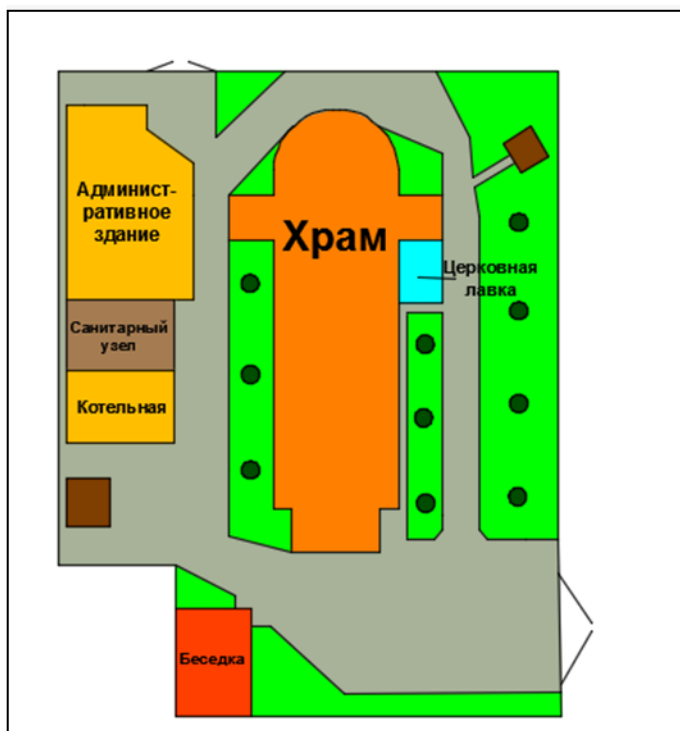 Админист-
ративное
здание
Храм
Церковная
лавка
Санитарный
узел
Котельная
Беседка